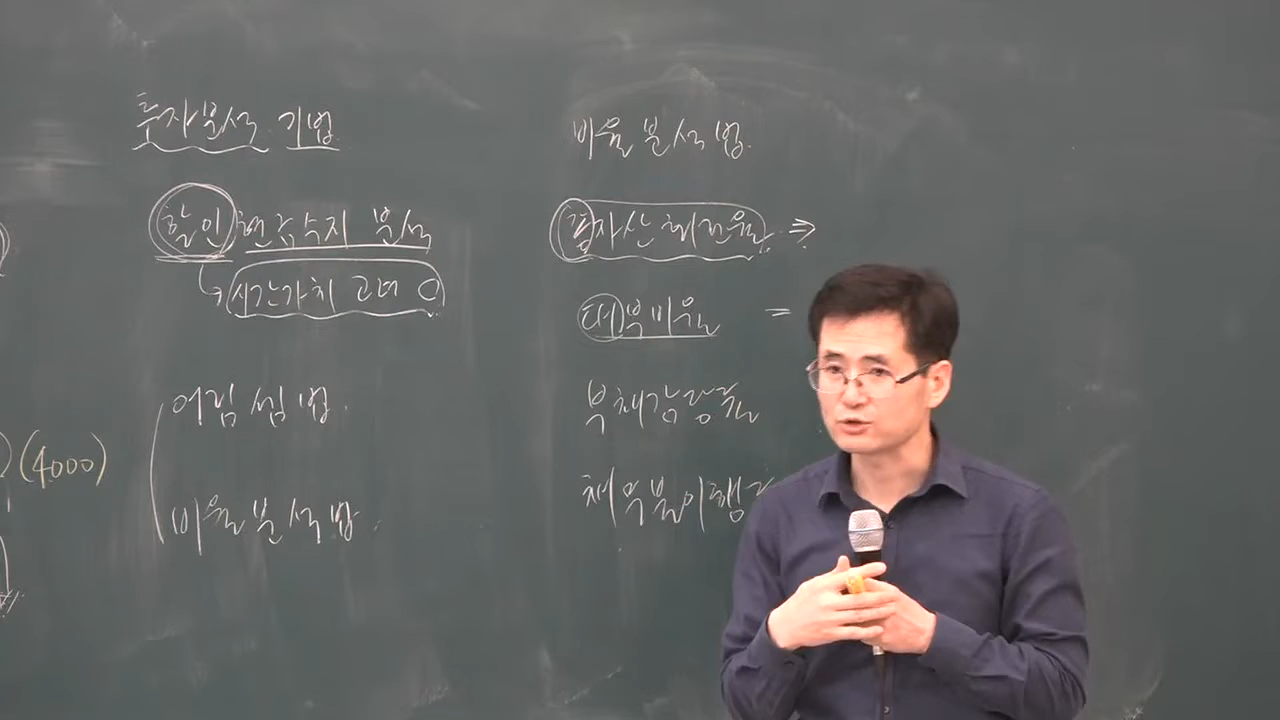 투자분석 기법
할인 현금수지 분석
↳ 시간가치 고려 O
어림셈법.
비율분석법.
(4000)
비율분석법.
총자산회전율 ⇒
대부비율 =
부채감당률
채무불이행률